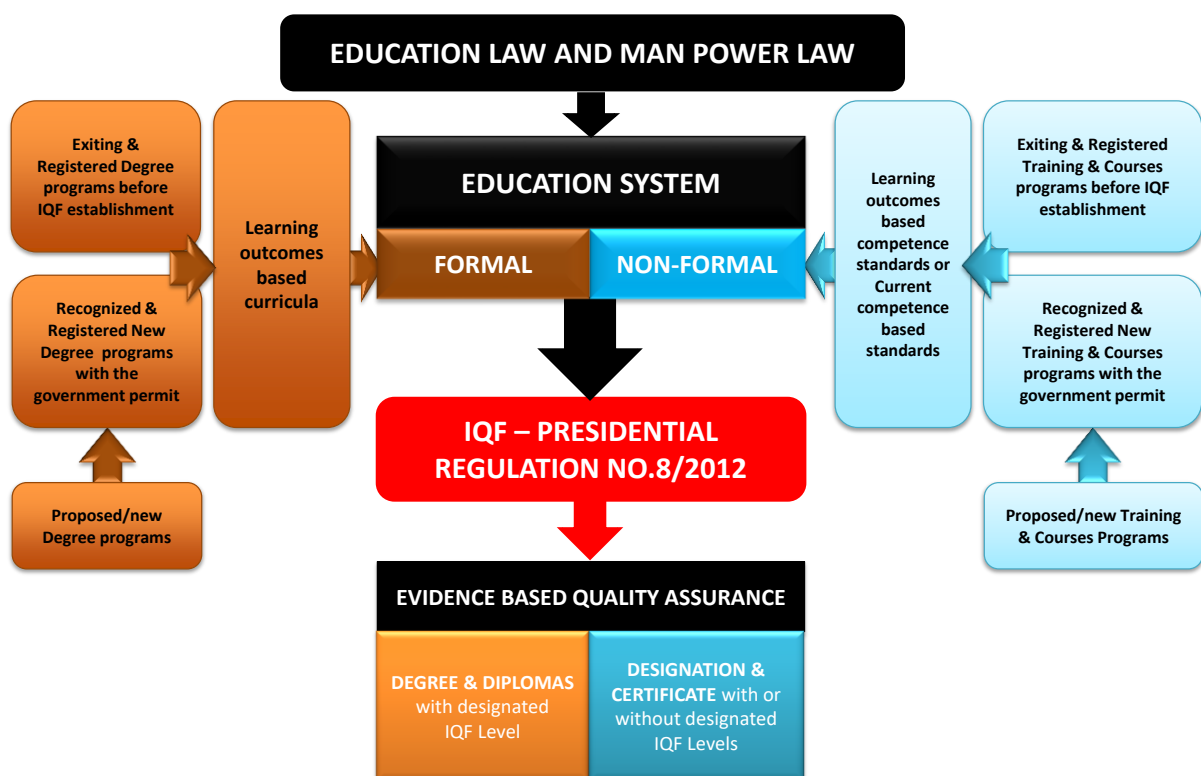 EDUCATION LAW AND MAN POWER LAW
Exiting &
Registered Degree
programs before
IQF establishment
Recognized &
Registered New
Degree programs
with the
government permit
Proposed/new
Degree programs
Learning
outcomes
based
curricula
EDUCATION SYSTEM
FORMAL
NON-FORMAL
Learning
outcomes
based
competence
standards or
Current
competence
based
standards
Exiting & Registered
Training & Courses
programs before IQF
establishment
Recognized &
Registered New
Training & Courses
programs with the
government permit
Proposed/new Training
& Courses Programs
IQF – PRESIDENTIAL
REGULATION NO.8/2012
EVIDENCE BASED QUALITY ASSURANCE
DEGREE & DIPLOMAS
with designated
IQF Level
DESIGNATION &
CERTIFICATE with or
without designated
IQF Levels